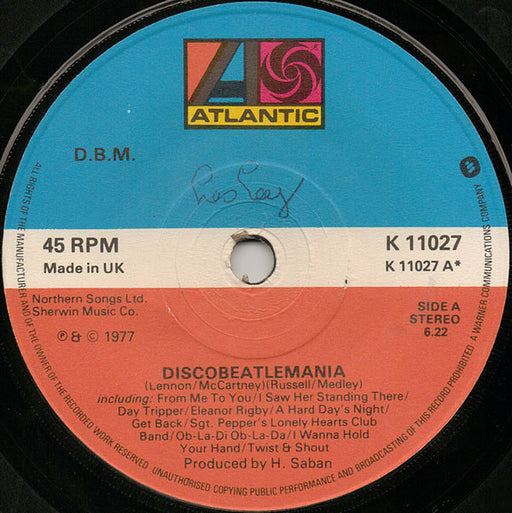 ATLANTIC
D.B.M.
45 RPM
Made in UK
K 11027
K 11027 A*
Northern Songs Ltd.
Sherwin Music Co.
℗ & © 1977
SIDE A
STEREO
6.22
DISCOBEATLEMANIA
(Lennon/McCartney)(Russell/Medley)
including: From Me To You/I Saw Her Standing There/
Day Tripper/Eleanor Rigby/A Hard Day's Night/
Get Back/Sgt. Pepper's Lonely Hearts Club
Band/Ob-La-Di Ob-La-Da/I Wanna Hold
Your Hand/Twist & Shout
Produced by H. Saban
ALL RIGHTS OF THE MANUFACTURER AND OF THE OWNER OF THE RECORDED WORK RESERVED. UNAUTHORISED COPYING PUBLIC PERFORMANCE AND BROADCASTING OF THIS RECORD PROHIBITED. A WARNER COMMUNICATIONS COMPANY